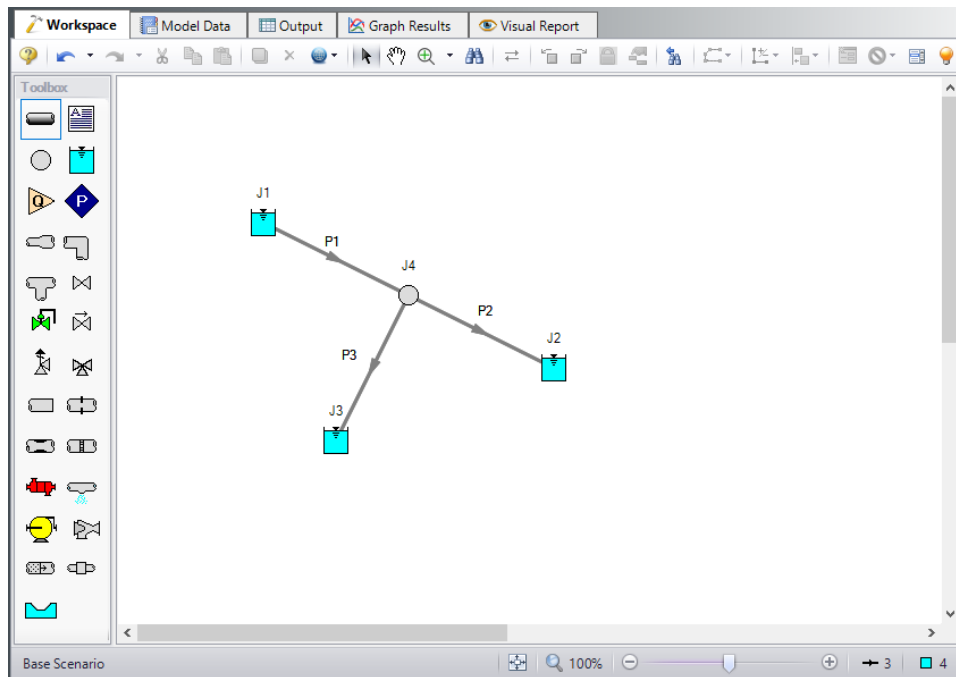 Workspace
Model Data
Output
Graph Results
Visual Report
Toolbox
A
Q
P
J1
P1
J4
P2
J2
P3
J3
Base Scenario
100%
3
4